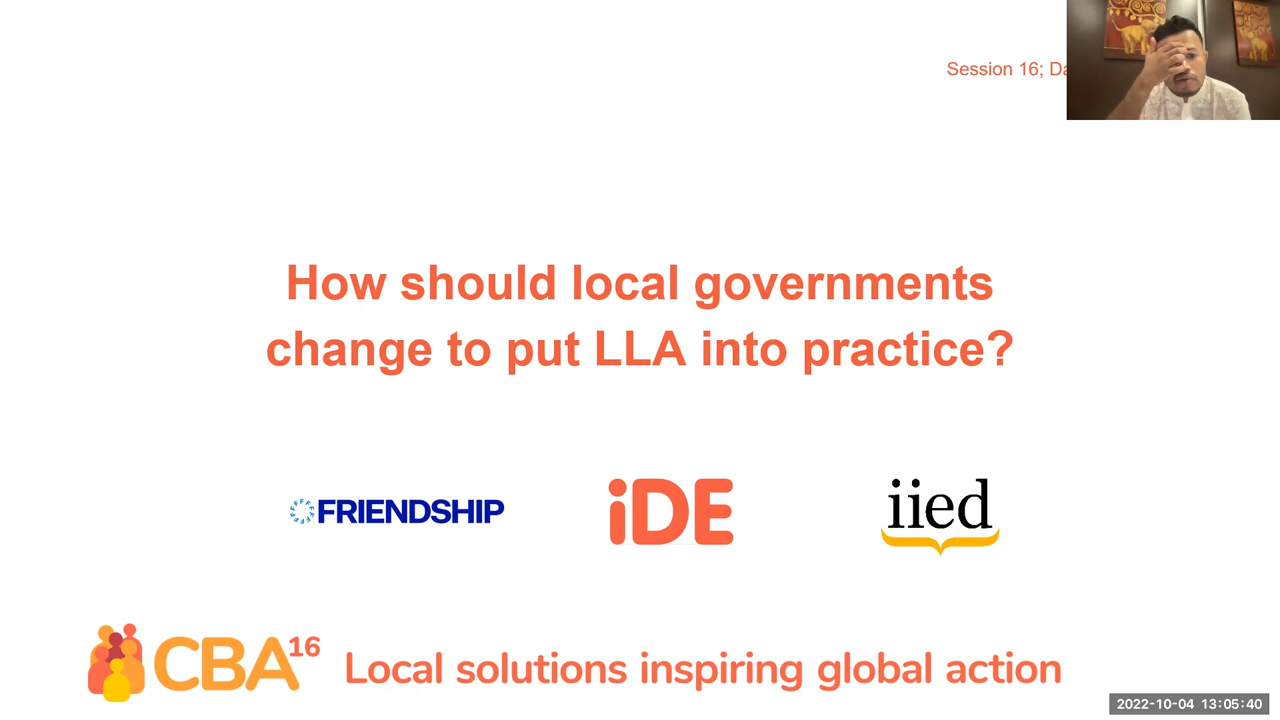 Session 16;
How should local governments
change to put LLA into practice?
FRIENDSHIP
iDE
iied
CBA16
Local solutions inspiring global action
2022-10-04 13:05:40